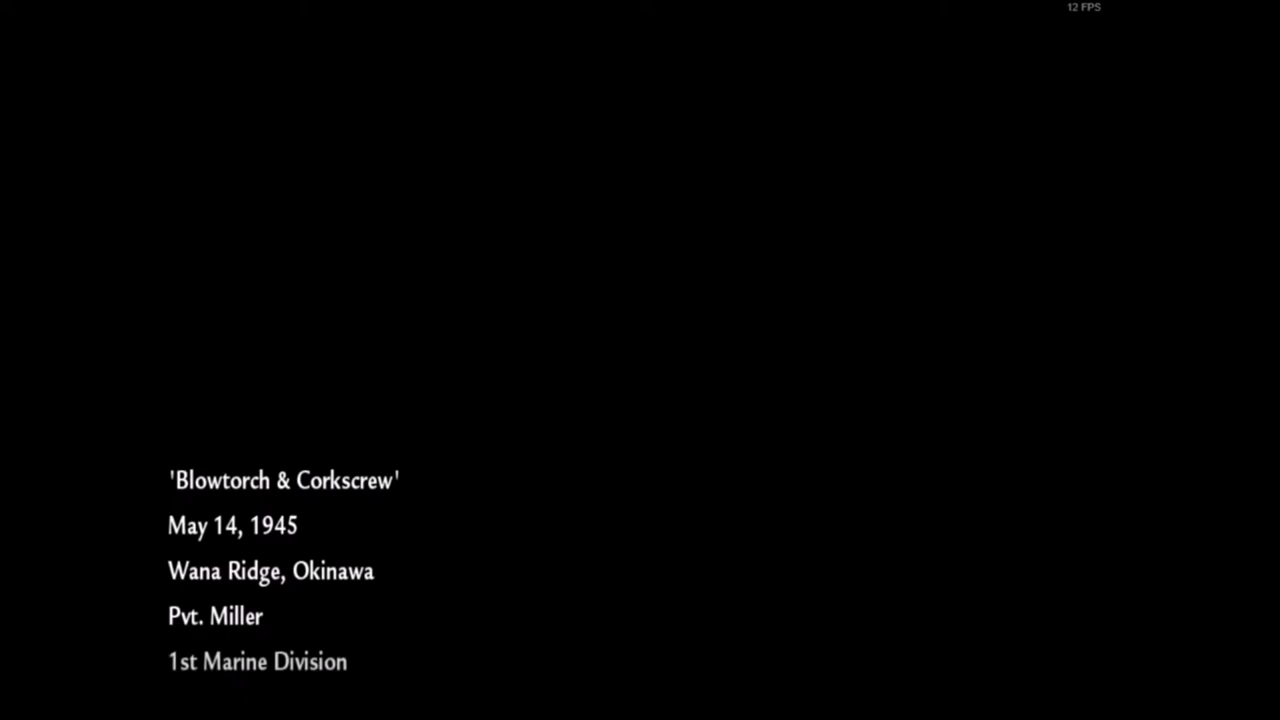 12 FPS
'Blowtorch & Corkscrew'
May 14, 1945
Wana Ridge, Okinawa
Pvt. Miller
1st Marine Division